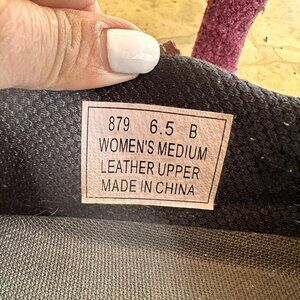 879 6.5 B
WOMEN'S MEDIUM
LEATHER UPPER
MADE IN CHINA